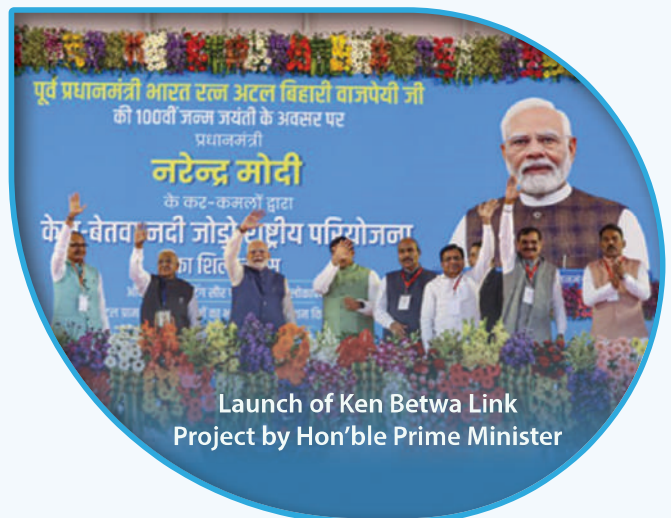 पूर्व प्रधानमंत्री भारत रत्न अटल बिहारी वाजपेयी जी
की 100वीं जन्म जयंती के अवसर पर
प्रधानमंत्री
नरेन्द्र मोदी
के कर-कमलों द्वारा
केन-बेतवा नदी जोड़ो राष्ट्रीय परियोजना
का
Launch of Ken Betwa Link
Project by Hon’ble Prime Minister